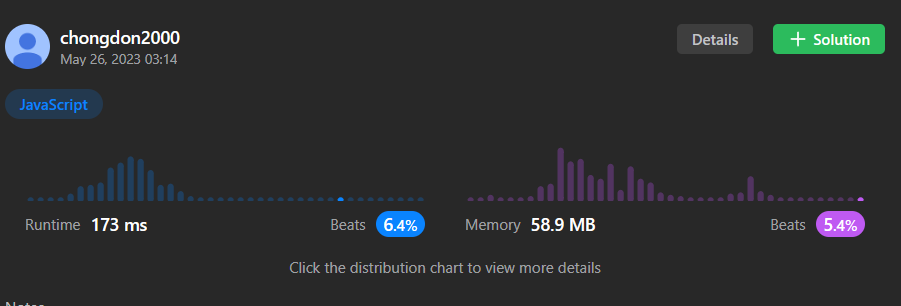 chongdon2000
May 26, 2023 03:14
Details
+ Solution
JavaScript
Runtime 173 ms Beats 6.4%
Memory 58.9 MB Beats 5.4%
Click the distribution chart to view more details
Notes